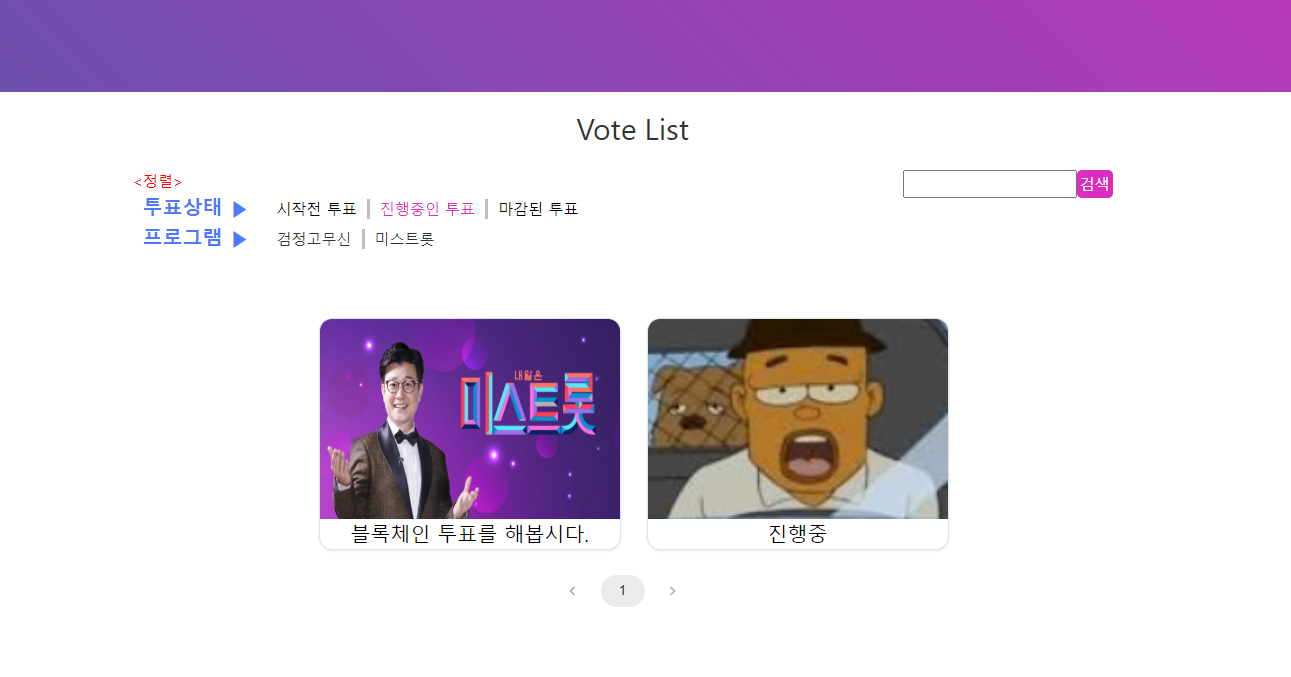 Vote List
<정렬>
검색
투표상태 ▶ 시작전 투표 | 진행중인 투표 | 마감된 투표
프로그램 ▶ 검정고무신 | 미스트롯
내일은
미스트롯
블록체인 투표를 해봅시다.
진행중
< 1 >